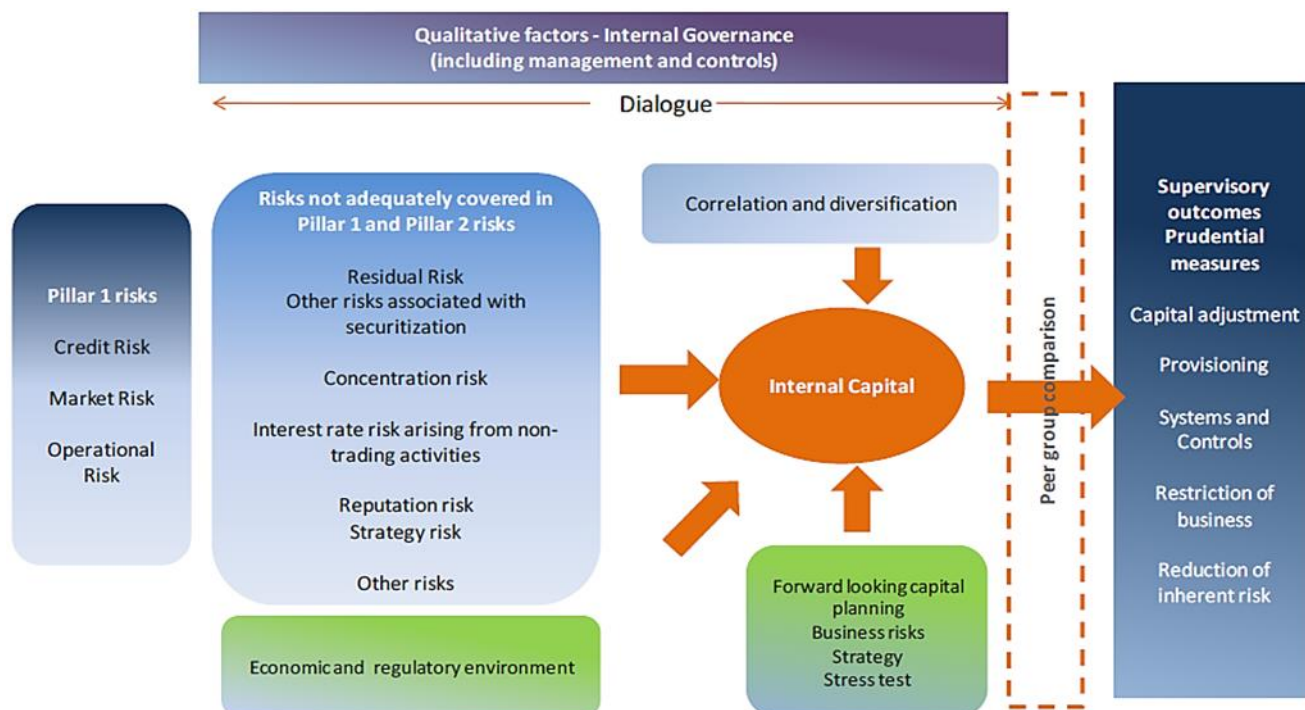 Qualitative factors - Internal Governance
(including management and controls)
Dialogue
Pillar 1 risks
Credit Risk
Market Risk
Operational
Risk
Risks not adequately covered in
Pillar 1 and Pillar 2 risks
Residual Risk
Other risks associated with
securitization
Concentration risk
Interest rate risk arising from non-
trading activities
Reputation risk
Strategy risk
Other risks
Economic and regulatory environment
Correlation and diversification
Internal Capital
Forward looking capital
planning
Business risks
Strategy
Stress test
Peer group comparison
Supervisory
outcomes
Prudential
measures
Capital adjustment
Provisioning
Systems and
Controls
Restriction of
business
Reduction of
inherent risk